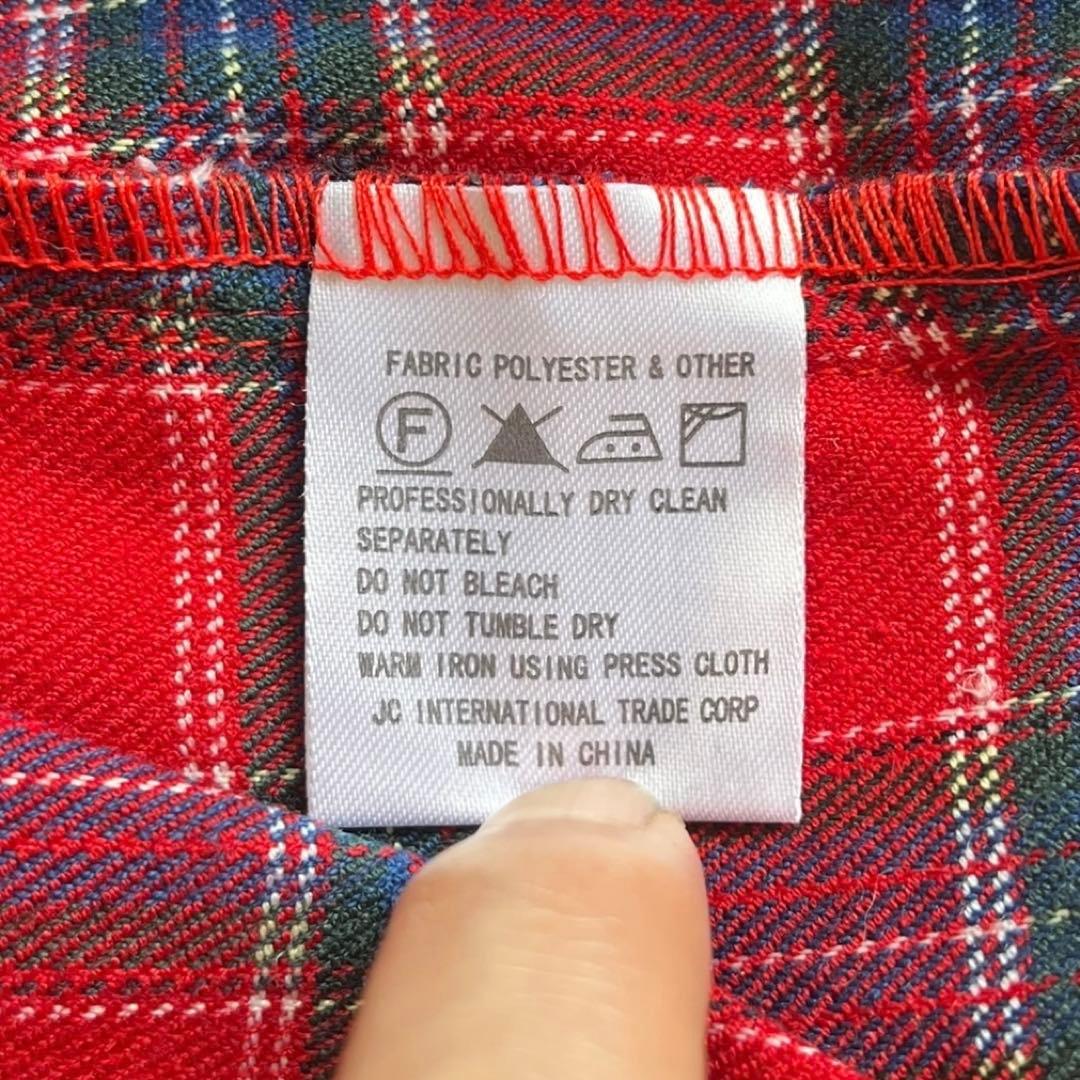 FABRIC POLYESTER & OTHER
F
PROFESSIONALLY DRY CLEAN
SEPARATELY
DO NOT BLEACH
DO NOT TUMBLE DRY
WARM IRON USING PRESS CLOTH
JC INTERNATIONAL TRADE CORP
MADE IN CHINA